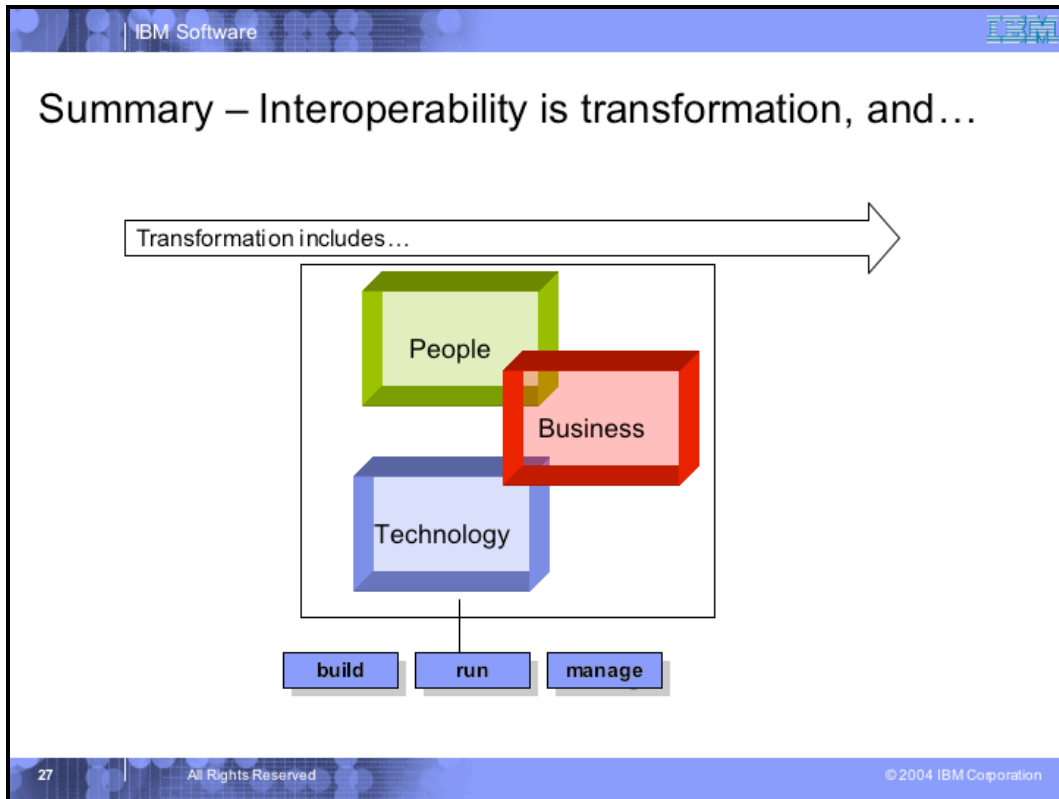 IBM Software
IBM
Summary – Interoperability is transformation, and…
Transformation includes…
People
Business
Technology
build
run
manage
27
All Rights Reserved
© 2004 IBM Corporation